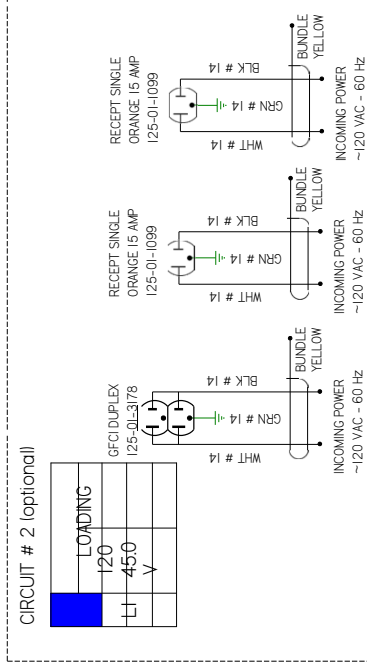 CIRCUIT # 2 (optional)
LOADING
120
L1 45.0
V
GFCI DUPLEX
125-01-3178
WHT # 14
GRN # 14
BLK # 14
BUNDLE
YELLOW
INCOMING POWER
~120 VAC - 60 Hz
RECEPT SINGLE
ORANGE 15 AMP
125-01-1099
WHT # 14
GRN # 14
BLK # 14
BUNDLE
YELLOW
INCOMING POWER
~120 VAC - 60 Hz
RECEPT SINGLE
ORANGE 15 AMP
125-01-1099
WHT # 14
GRN # 14
BLK # 14
BUNDLE
YELLOW
INCOMING POWER
~120 VAC - 60 Hz